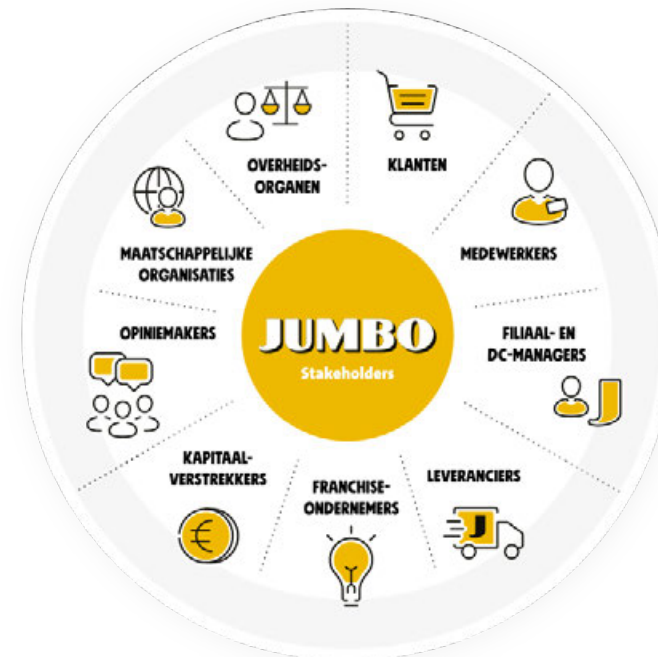 OVERHEIDS-
ORGANEN
KLANTEN
MEDEWERKERS
FILIAAL- EN
DC-MANAGERS
LEVERANCIERS
FRANCHISE-
ONDERNEMERS
KAPITAAL-
VERSTREKKERS
OPINIEMAKERS
MAATSCHAPPELIJKE
ORGANISATIES
JUMBO
Stakeholders
J
€